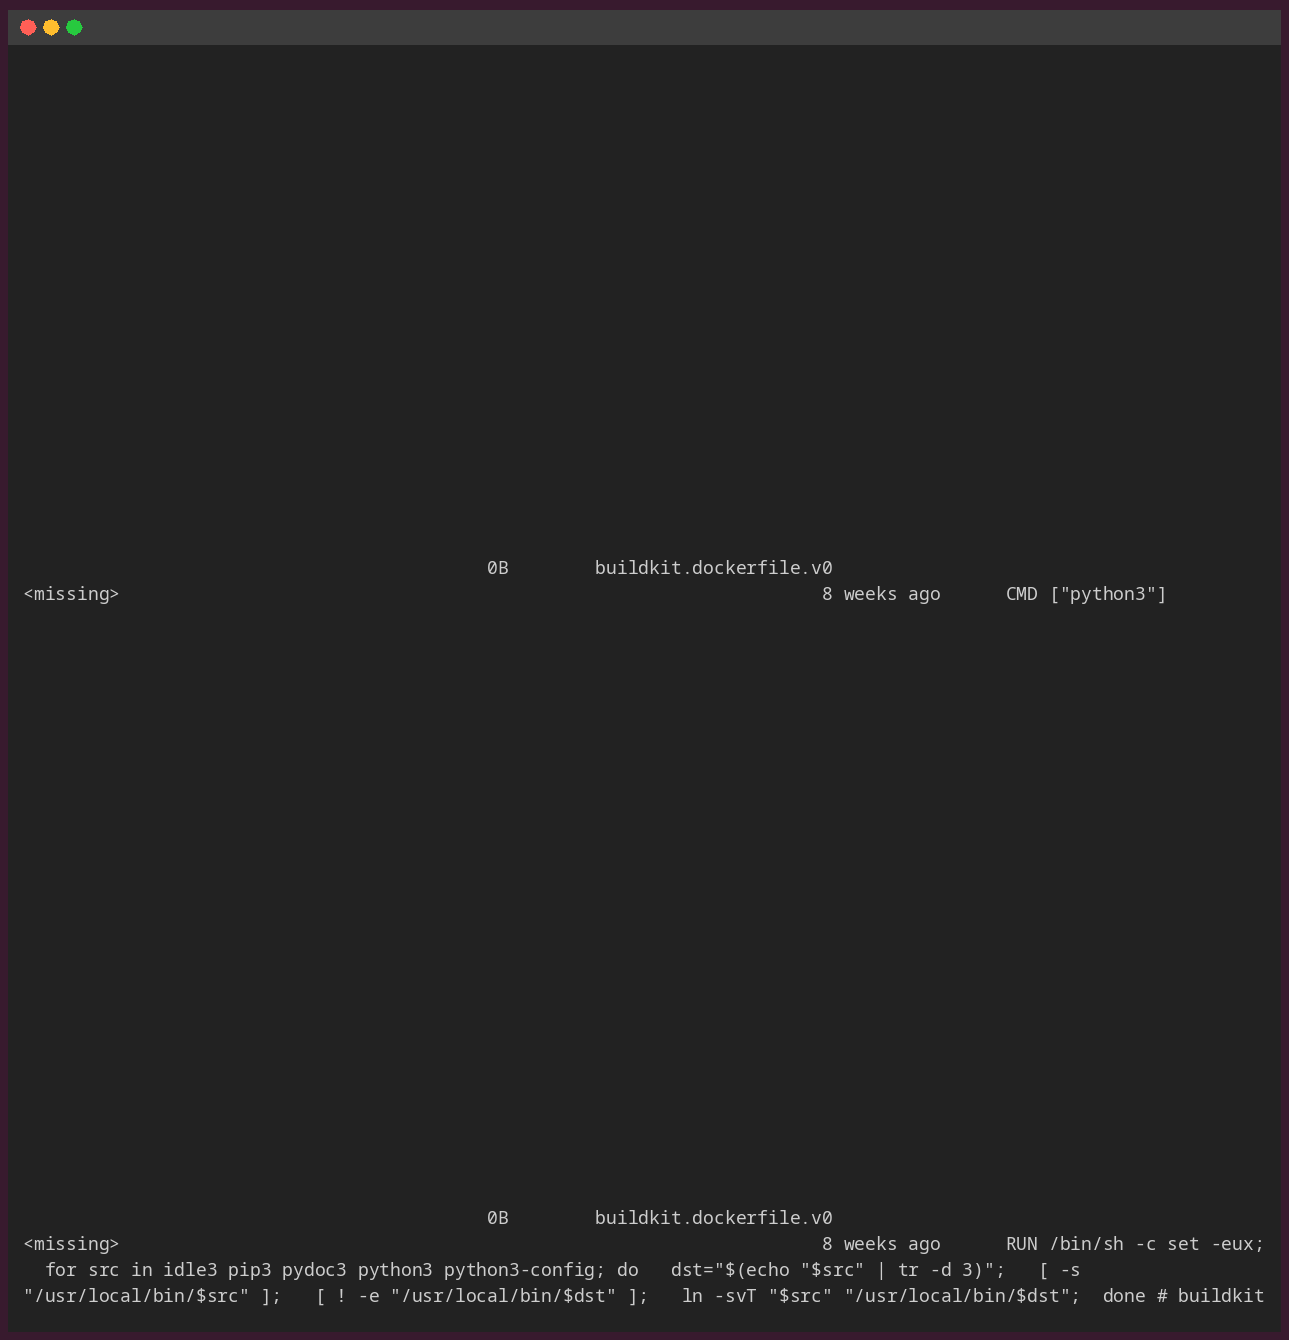 0B        buildkit.dockerfile.v0
<missing>                                                                 8 weeks ago      CMD ["python3"]
0B        buildkit.dockerfile.v0
<missing>                                                                 8 weeks ago      RUN /bin/sh -c set -eux;
  for src in idle3 pip3 pydoc3 python3 python3-config; do   dst="$(echo "$src" | tr -d 3)";   [ -s
"/usr/local/bin/$src" ];   [ ! -e "/usr/local/bin/$dst" ];   ln -svT "$src" "/usr/local/bin/$dst";  done # buildkit